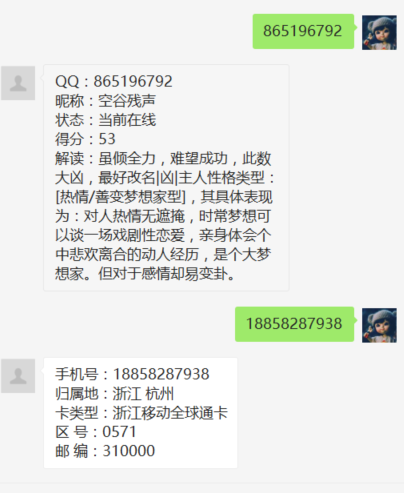 865196792
QQ：865196792
昵称：空谷残声
状态：当前在线
得分：53
解读：虽倾全力，难望成功，此数
大凶，最好改名|凶|主人性格类型：
[热情/善变梦想家型]，其具体表现
为：对人热情无遮掩，时常梦想可
以谈一场戏剧性恋爱，亲身体会个
中悲欢离合的动人经历，是个大梦
想家。但对于感情却易变卦。
18858287938
手机号：18858287938
归属地：浙江 杭州
卡类型：浙江移动全球通卡
区 号：0571
邮 编：310000